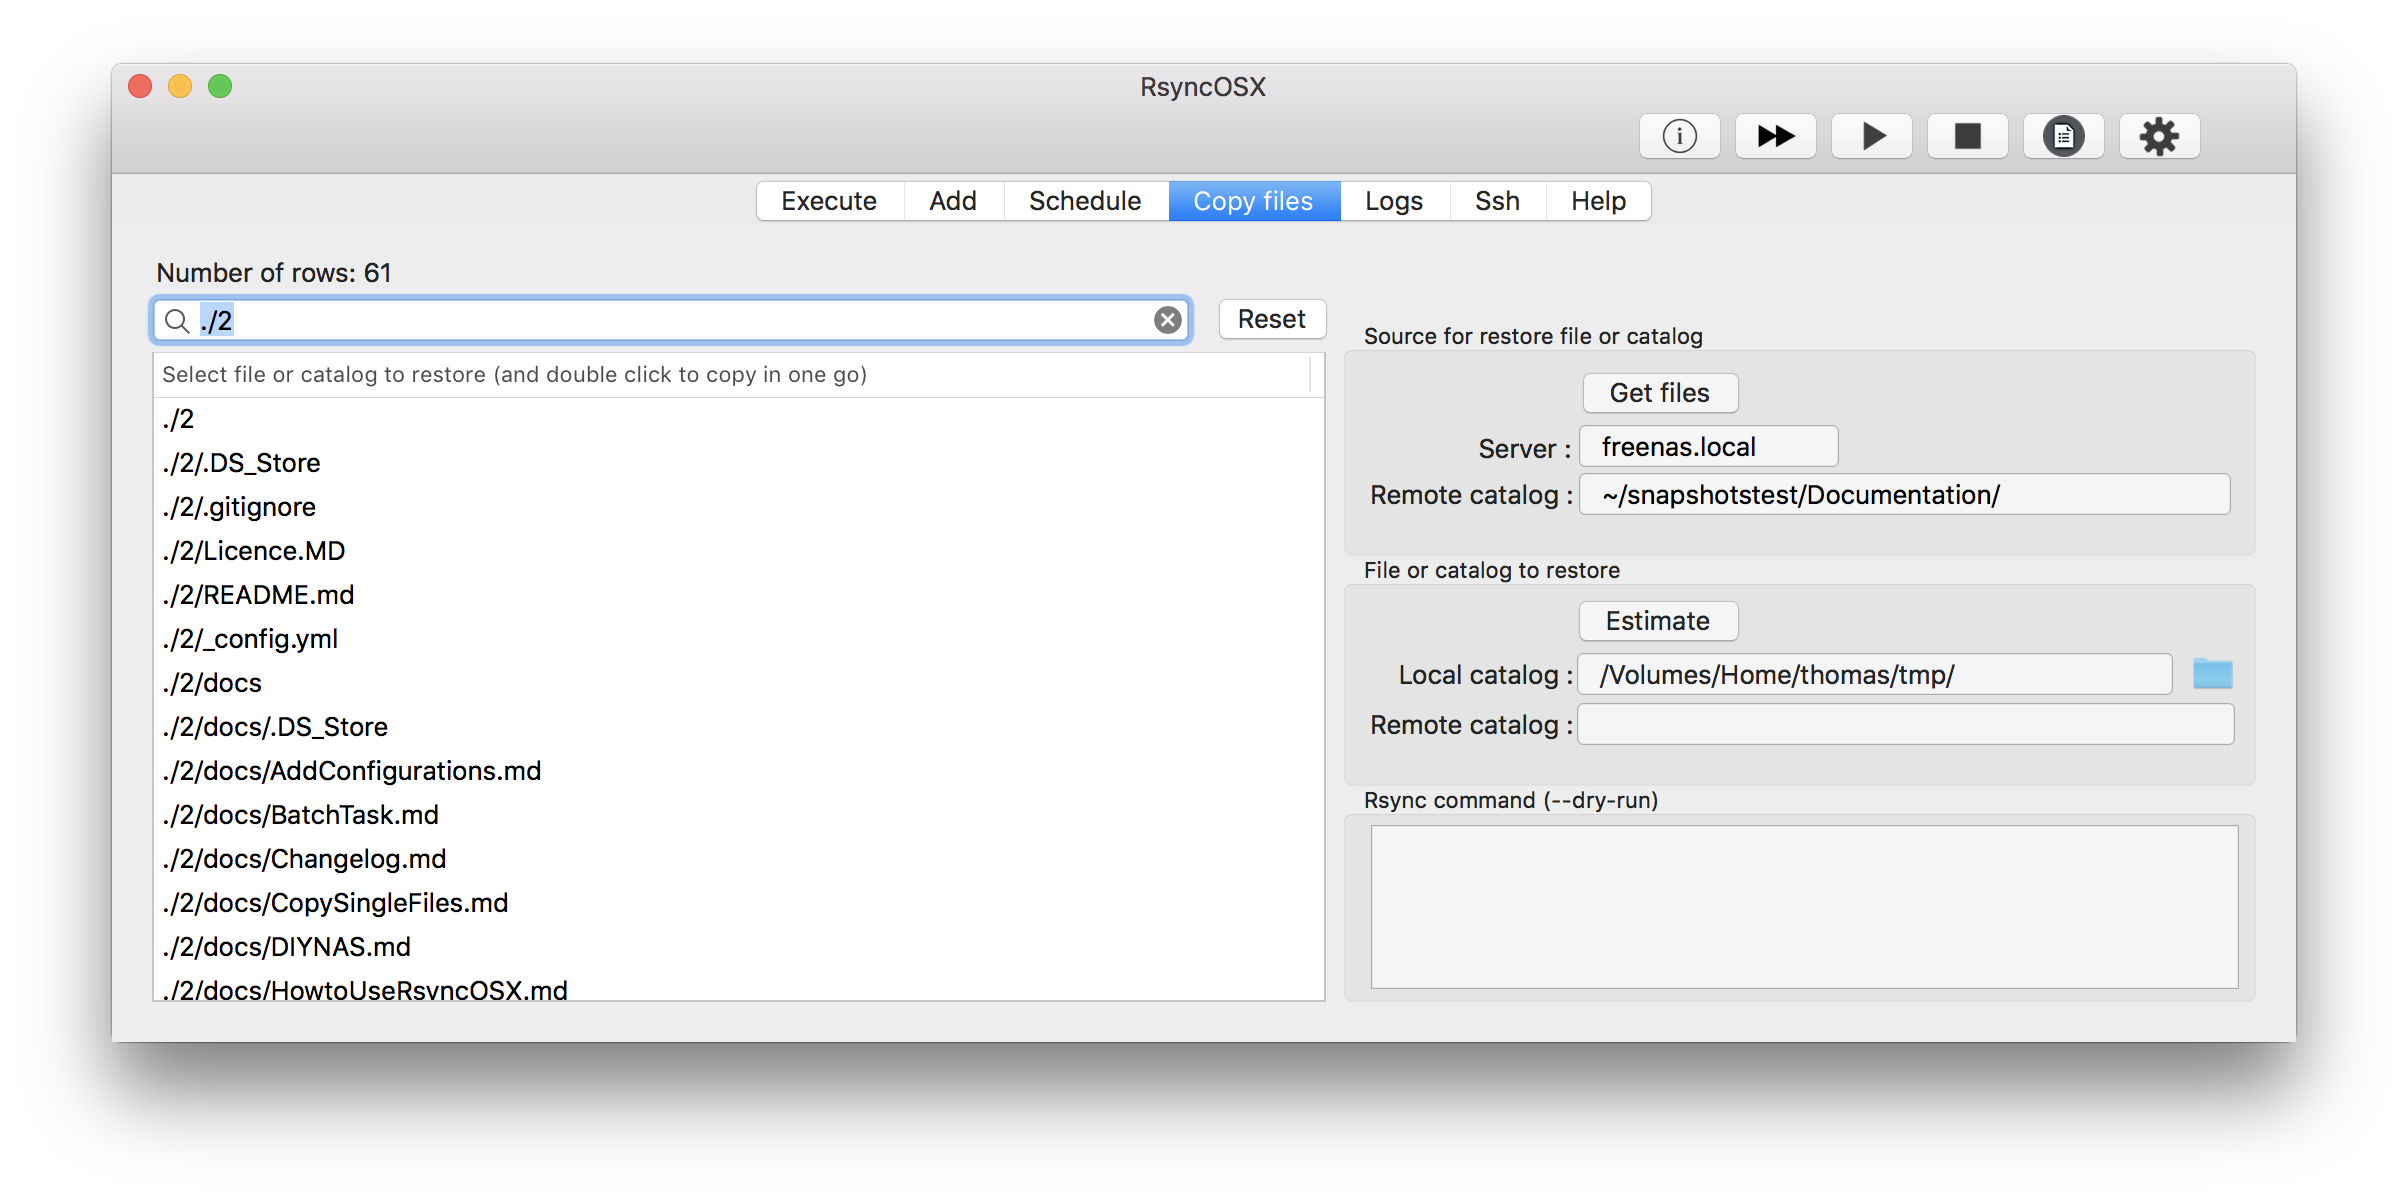 RsyncOSX
Execute Add Schedule Copy files Logs Ssh Help
Number of rows: 61
./2
Reset
Select file or catalog to restore (and double click to copy in one go)
./2
./2/.DS_Store
./2/.gitignore
./2/Licence.MD
./2/README.md
./2/_config.yml
./2/docs
./2/docs/.DS_Store
./2/docs/AddConfigurations.md
./2/docs/BatchTask.md
./2/docs/Changelog.md
./2/docs/CopySingleFiles.md
./2/docs/DIYNAS.md
./2/docs/HowtoUseRsyncOSX.md
Source for restore file or catalog
Get files
Server : freenas.local
Remote catalog : ~/snapshotstest/Documentation/
File or catalog to restore
Estimate
Local catalog : /Volumes/Home/thomas/tmp/
Remote catalog :
Rsync command (--dry-run)